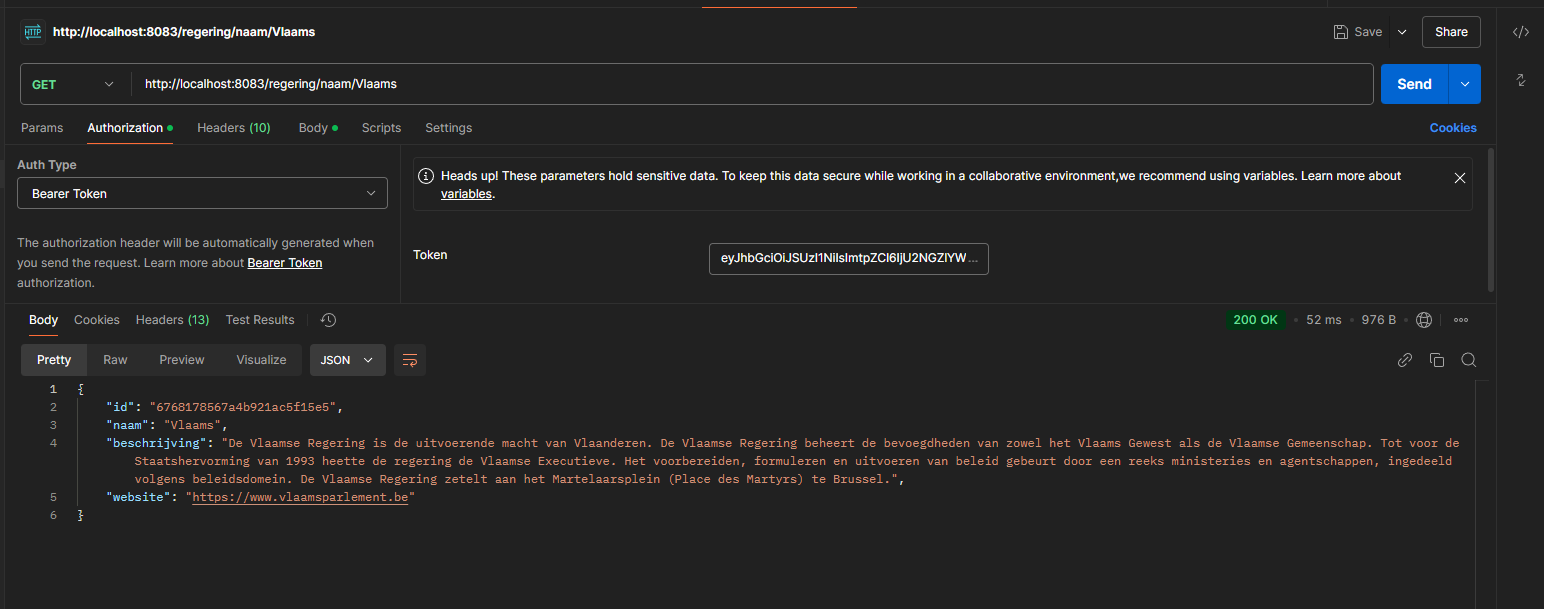 HTTP http://localhost:8083/regering/naam/Vlaams Save Share
GET http://localhost:8083/regering/naam/Vlaams Send
Params Authorization Headers (10) Body Scripts Settings Cookies
Auth Type
Bearer Token
The authorization header will be automatically generated when
you send the request. Learn more about Bearer Token
authorization.
Heads up! These parameters hold sensitive data. To keep this data secure while working in a collaborative environment,we recommend using variables. Learn more about
variables.
Token eyJhbGciOiJSUzI1NiIsImtpZCI6IjU2NGZlYW...
Body Cookies Headers (13) Test Results 200 OK 52 ms 976 B
Pretty Raw Preview Visualize JSON
1 {
2 "id": "6768178567a4b921ac5f15e5",
3 "naam": "Vlaams",
4 "beschrijving": "De Vlaamse Regering is de uitvoerende macht van Vlaanderen. De Vlaamse Regering beheert de bevoegdheden van zowel het Vlaams Gewest als de Vlaamse Gemeenschap. Tot voor de
Staatshervorming van 1993 heette de regering de Vlaamse Executieve. Het voorbereiden, formuleren en uitvoeren van beleid gebeurt door een reeks ministeries en agentschappen, ingedeeld
volgens beleidsdomein. De Vlaamse Regering zetelt aan het Martelaarsplein (Place des Martyrs) te Brussel.",
5 "website": "https://www.vlaamsparlement.be"
6 }